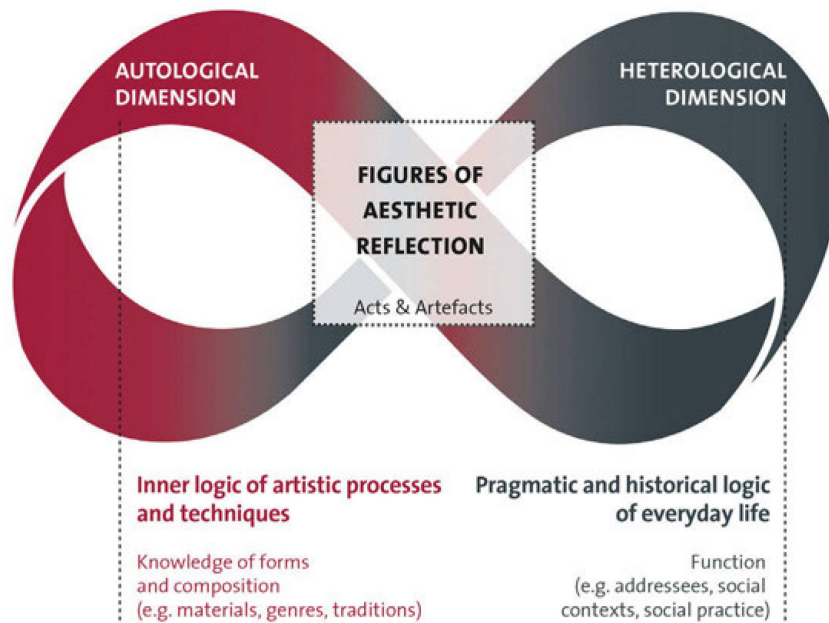 AUTOLOGICAL
DIMENSION
HETEROLOGICAL
DIMENSION
FIGURES OF
AESTHETIC
REFLECTION
Acts & Artefacts
Inner logic of artistic processes
and techniques
Knowledge of forms
and composition
(e.g. materials, genres, traditions)
Pragmatic and historical logic
of everyday life
Function
(e.g. addressees, social
contexts, social practice)